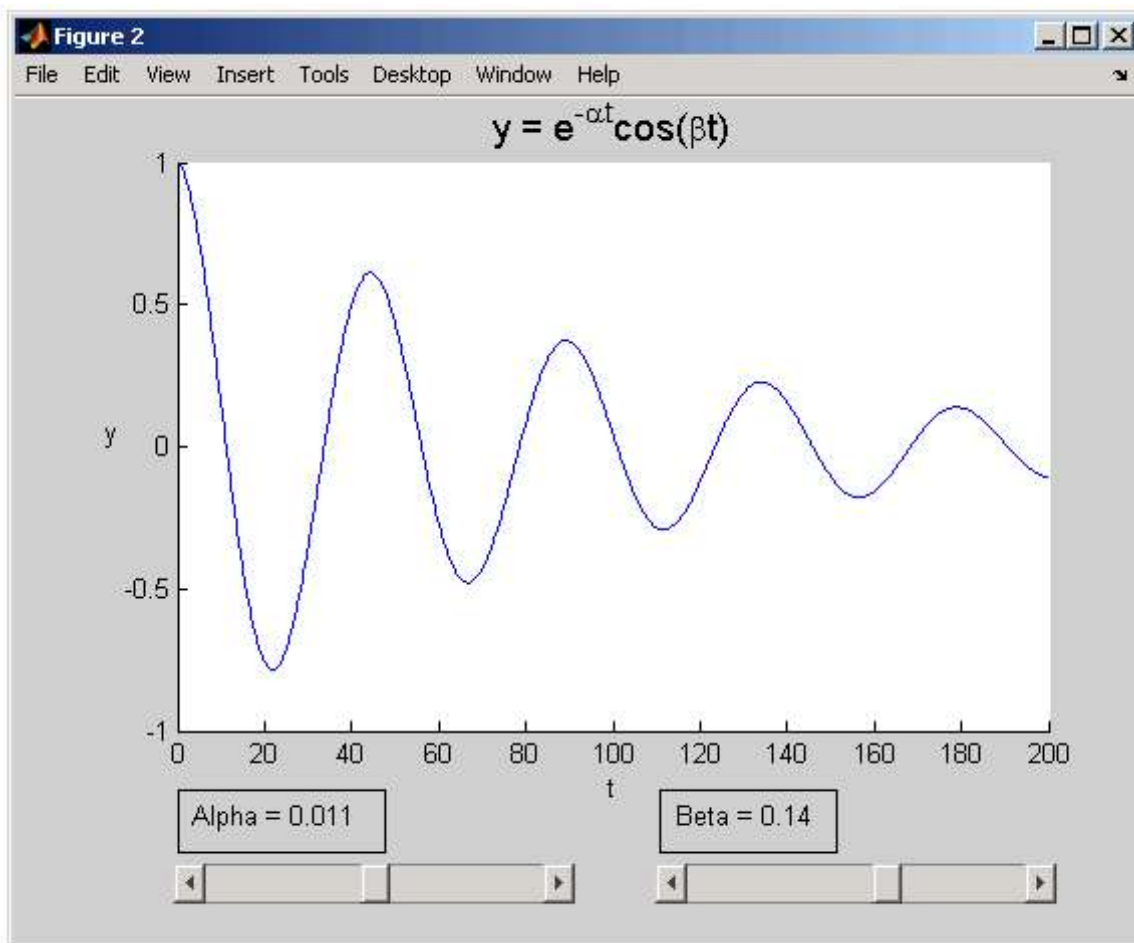 Figure 2
File Edit View Insert Tools Desktop Window Help
y = e^-αt cos(βt)
1
0.5
0
-0.5
-1
y
0 20 40 60 80 100 120 140 160 180 200
t
Alpha = 0.011
Beta = 0.14